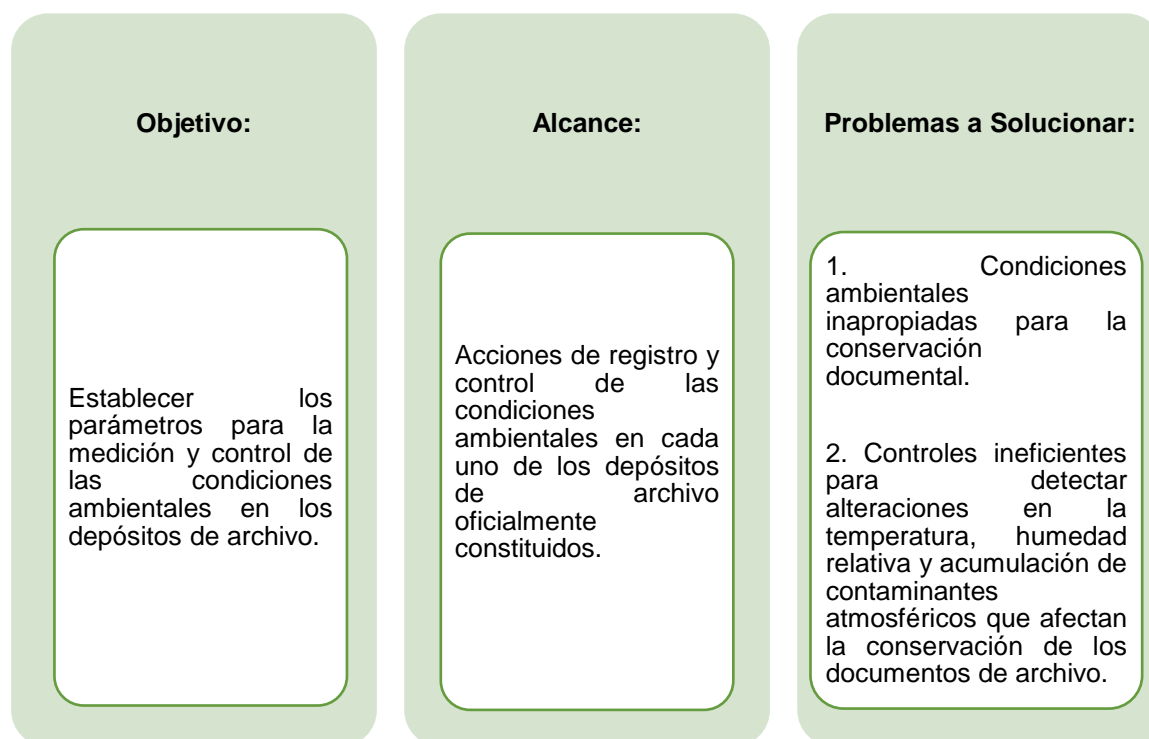 Objetivo:
Establecer los
parámetros para la
medición y control de
las condiciones
ambientales en los
depósitos de archivo.
Alcance:
Acciones de registro y
control de las
condiciones
ambientales en cada
uno de los depósitos
de archivo
oficialmente
constituidos.
Problemas a Solucionar:
1. Condiciones
ambientales
inapropiadas para la
conservación
documental.
2. Controles ineficientes
para detectar
alteraciones en la
temperatura, humedad
relativa y acumulación de
contaminantes
atmosféricos que afectan
la conservación de los
documentos de archivo.